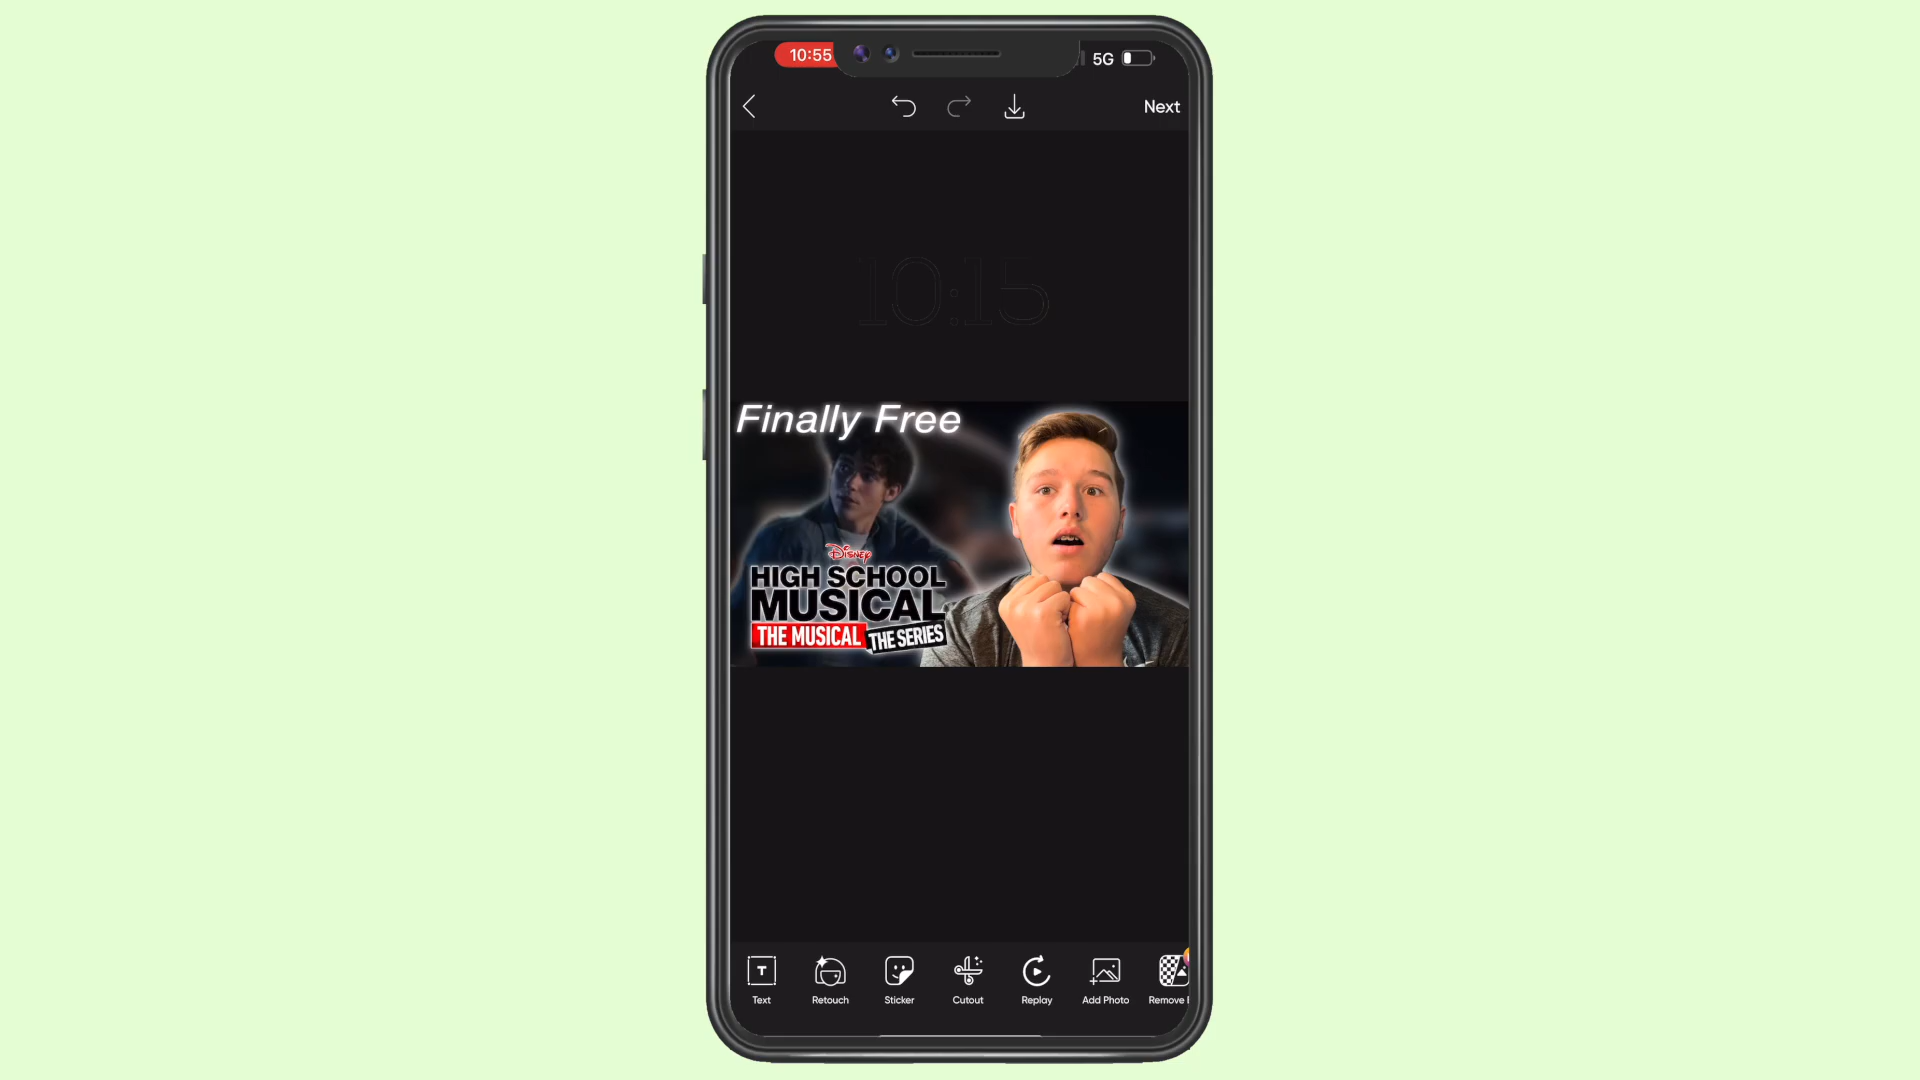 10:55
5G
Next
10:15
Finally Free
Disney
HIGH SCHOOL
MUSICAL
THE MUSICAL THE SERIES
Text
Retouch
Sticker
Cutout
Replay
Add Photo
Remove